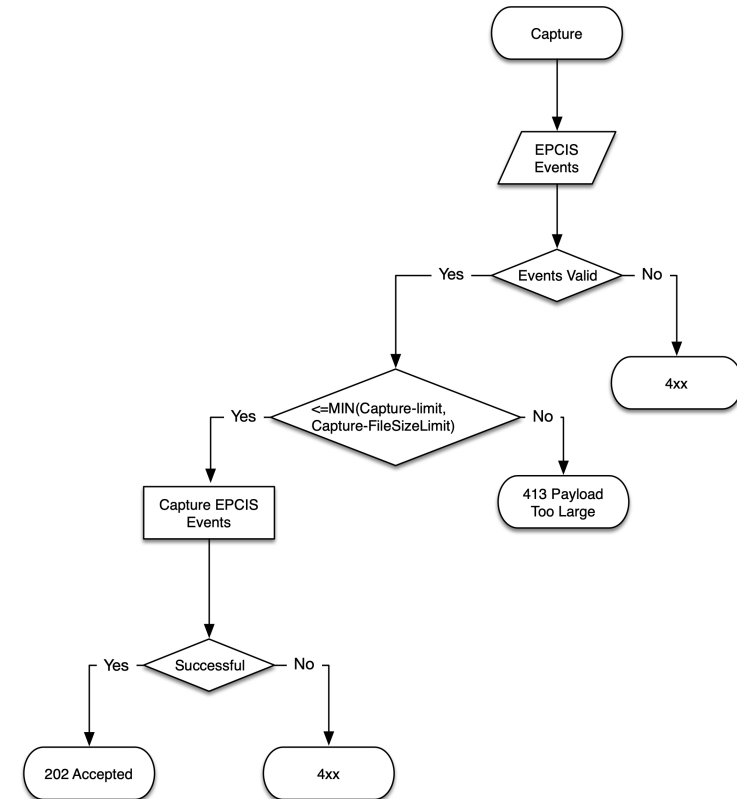 Capture
EPCIS
Events
Events Valid
Yes
No
4xx
<=MIN(Capture-limit,
Capture-FileSizeLimit)
Yes
No
413 Payload
Too Large
Capture EPCIS
Events
Successful
Yes
No
202 Accepted
4xx